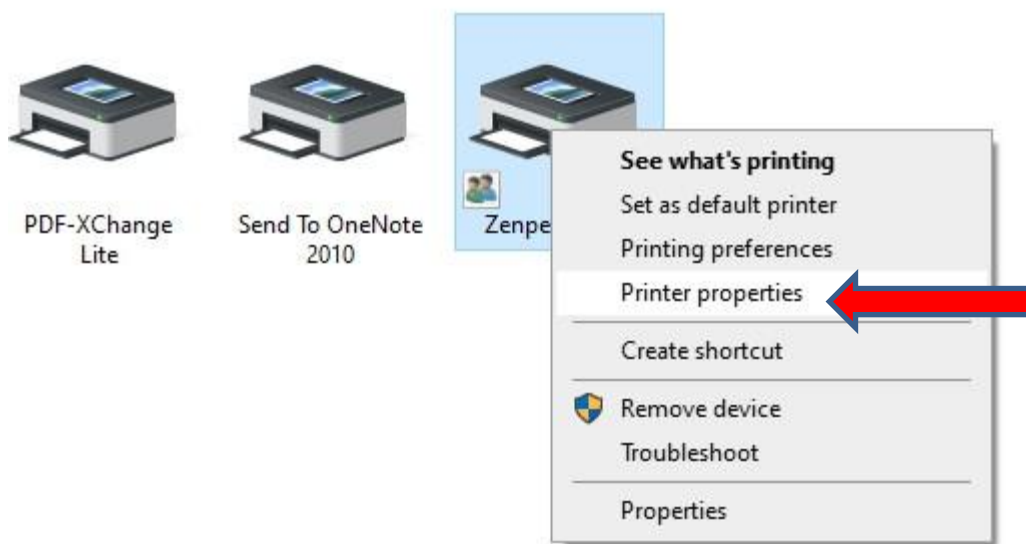 PDF-XChange
Lite
Send To OneNote
2010
Zenpe
See what's printing
Set as default printer
Printing preferences
Printer properties
Create shortcut
Remove device
Troubleshoot
Properties